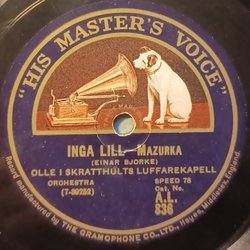 "HIS MASTER'S VOICE"
INGA LILL—MAZURKA
(EINAR BJORKE)
OLLE I SKRATTHULTS LUFFAREKAPELL
ORCHESTRA
SPEED 78
Cat. No.
A.L.
836
Record manufactured by THE GRAMOPHONE CO., LTD., Hayes, Middlesex, England.